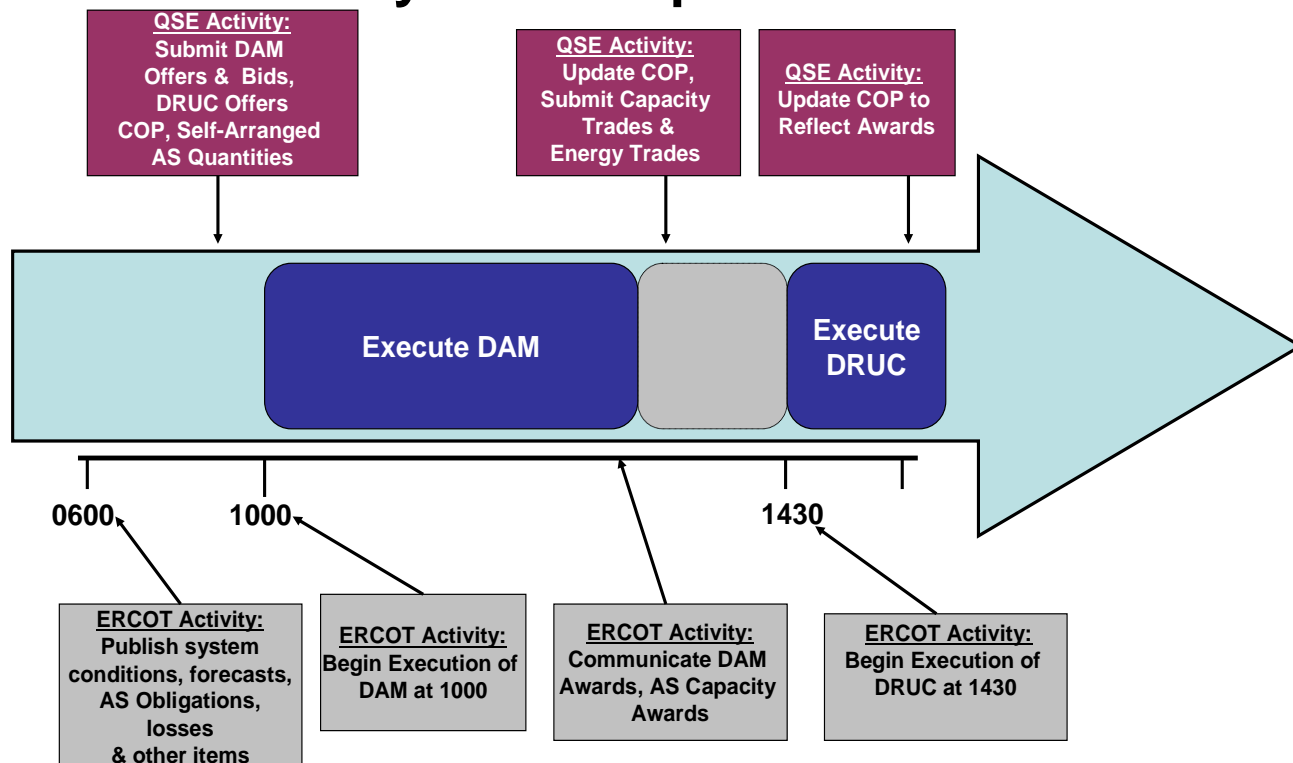 QSE Activity:
Submit DAM
Offers & Bids,
DRUC Offers
COP, Self-Arranged
AS Quantities
QSE Activity:
Update COP,
Submit Capacity
Trades &
Energy Trades
QSE Activity:
Update COP to
Reflect Awards
Execute DAM
Execute
DRUC
0600
1000
1430
ERCOT Activity:
Publish system
conditions, forecasts,
AS Obligations,
losses
& other items
ERCOT Activity:
Begin Execution of
DAM at 1000
ERCOT Activity:
Communicate DAM
Awards, AS Capacity
Awards
ERCOT Activity:
Begin Execution of
DRUC at 1430